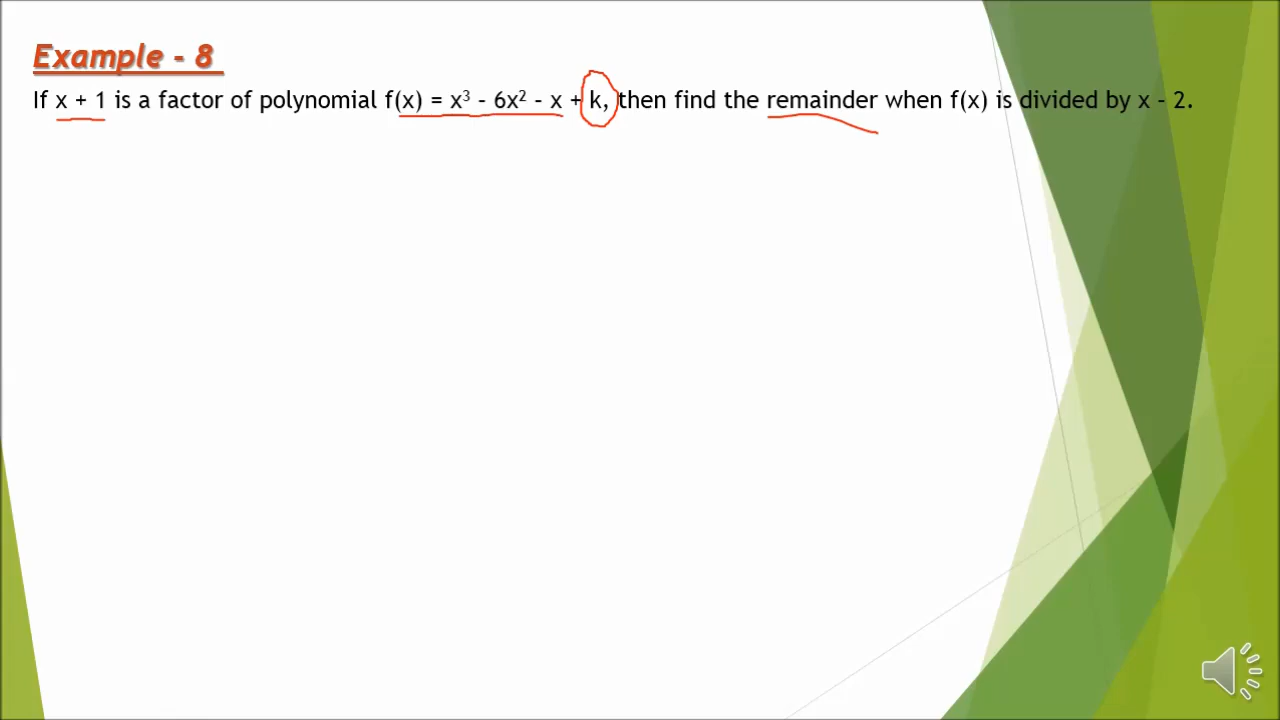 Example - 8
If x + 1 is a factor of polynomial f(x) = x³ - 6x² - x + k, then find the remainder when f(x) is divided by x - 2.